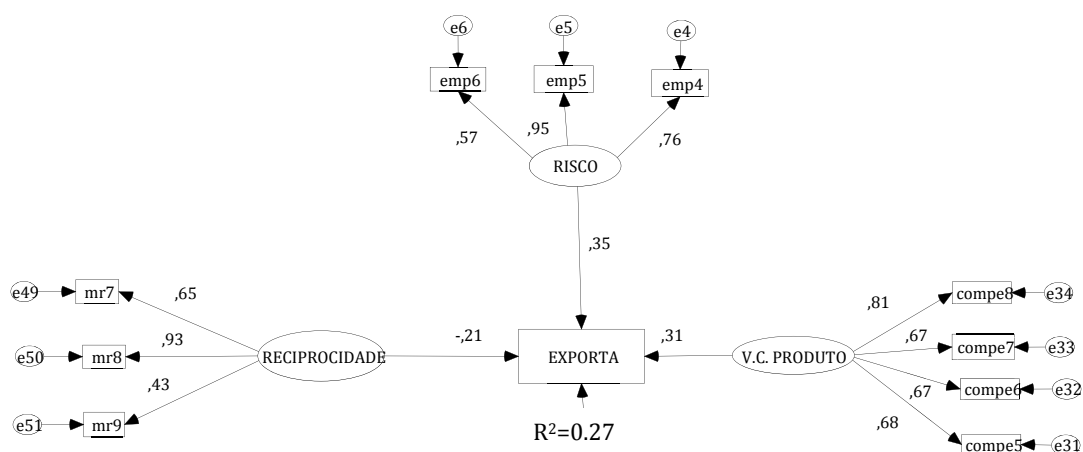 e6 e5 e4
emp6 emp5 emp4
,57 ,95 ,76
RISCO
,35
e49 mr7 ,65
e50 mr8 ,93
e51 mr9 ,43
RECIPROCIDADE
-,21
EXPORTA
,31
V.C. PRODUTO
,81 compe8 e34
,67 compe7 e33
,67 compe6 e32
,68 compe5 e31
R²=0.27